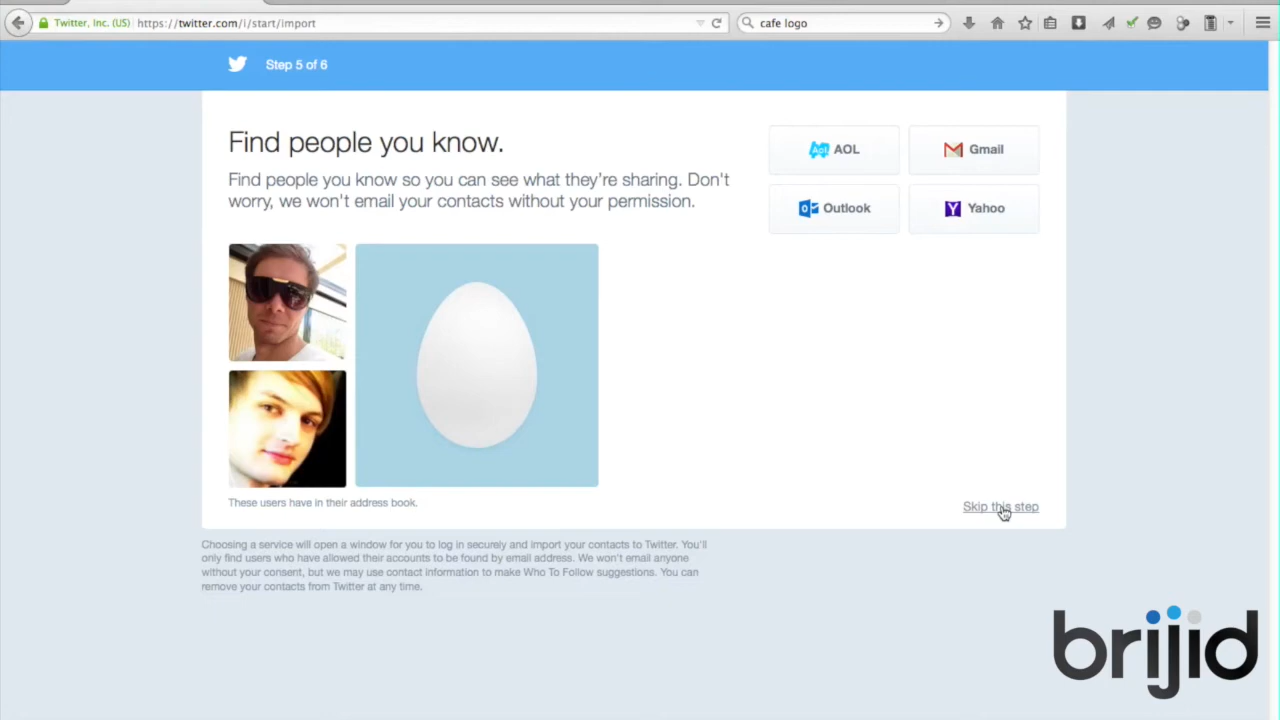 Twitter, Inc. (US) https://twitter.com/i/start/import
cafe logo
Step 5 of 6
Find people you know.
Find people you know so you can see what they're sharing. Don't
worry, we won't email your contacts without your permission.
Aol AOL
Gmail
Outlook
Yahoo
These users have in their address book.
Skip this step
Choosing a service will open a window for you to log in securely and import your contacts to Twitter. You'll
only find users who have allowed their accounts to be found by email address. We won't email anyone
without your consent, but we may use contact information to make Who To Follow suggestions. You can
remove your contacts from Twitter at any time.
brijid